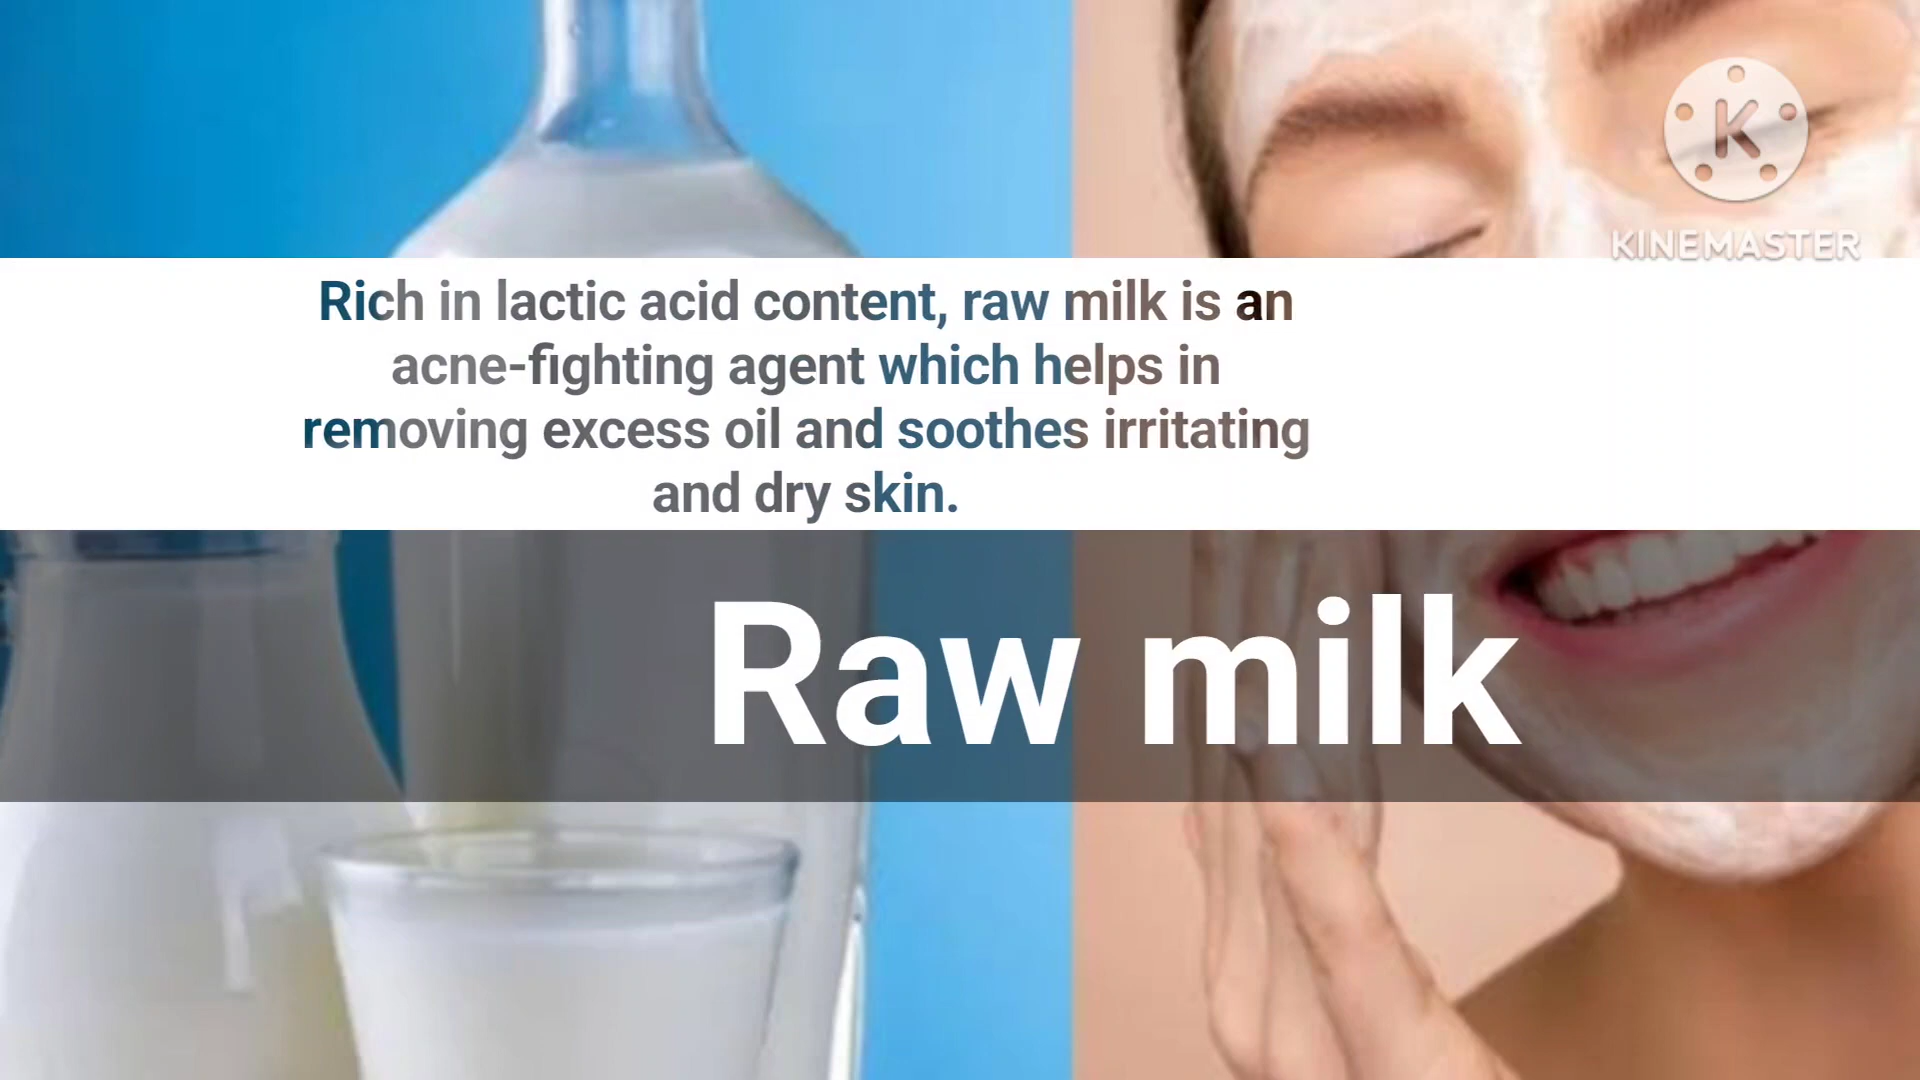 K
KINEMASTER
Rich in lactic acid content, raw milk is an
acne-fighting agent which helps in
removing excess oil and soothes irritating
and dry skin.
Raw milk